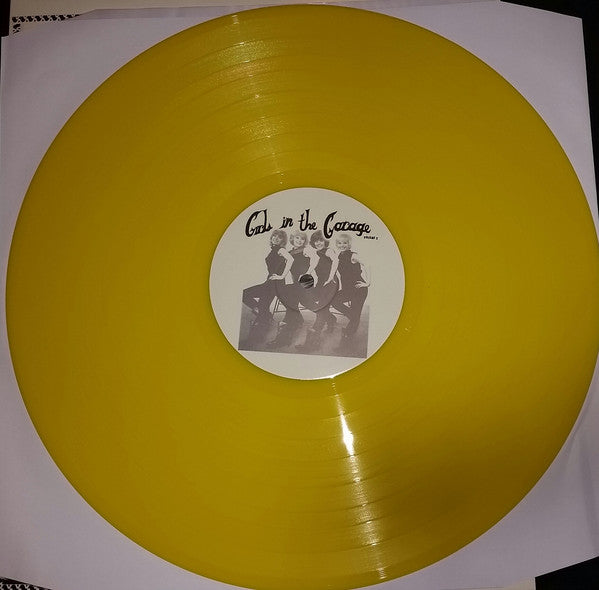 Girls in the Garage